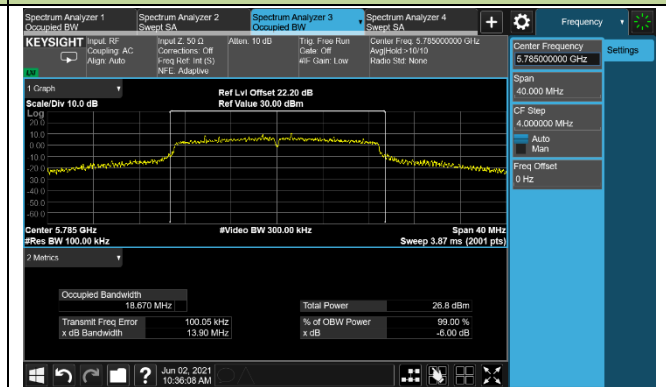 Spectrum Analyzer 1
Occupied BW
Spectrum Analyzer 2
Swept SA
Spectrum Analyzer 3
Occupied BW
Spectrum Analyzer 4
Swept SA
Frequency
KEYSIGHT
Input: RF
Coupling: AC
Align: Auto
Input Z: 50 Ω
Corrections: Off
Freq Ref: Int (S)
NFE: Adaptive
Atten: 10 dB
Trig: Free Run
Gate: Off
#IF Gain: Low
Center Freq: 5.785000000 GHz
Avg|Hold:>10/10
Radio Std: None
Center Frequency
5.785000000 GHz
Settings
Span
40.000 MHz
CF Step
4.000000 MHz
Auto
Man
Freq Offset
0 Hz
1 Graph
Scale/Div 10.0 dB
Ref Lvl Offset 22.20 dB
Ref Value 30.00 dBm
Log
20.0
10.0
0.00
-10.0
-20.0
-30.0
-40.0
-50.0
-60.0
Center 5.785 GHz
#Video BW 300.00 kHz
Span 40 MHz
#Res BW 100.00 kHz
Sweep 3.87 ms (2001 pts)
2 Metrics
Occupied Bandwidth
18.670 MHz
Total Power
26.8 dBm
Transmit Freq Error
100.05 kHz
% of OBW Power
99.00 %
x dB Bandwidth
13.90 MHz
x dB
-6.00 dB
Jun 02, 2021
10:36:08 AM